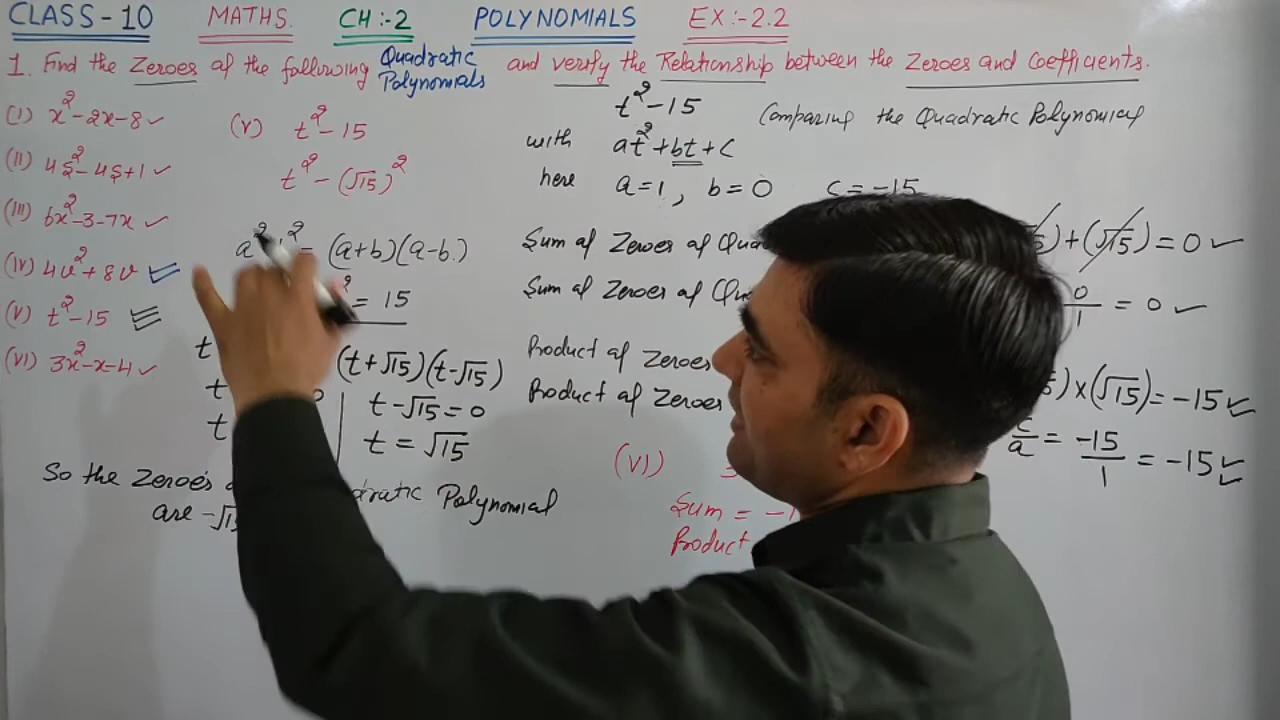 CLASS-10 MATHS. CH:-2 POLYNOMIALS EX:-2.2
1. Find the Zeroes of the following Quadratic Polynomials and verify the Relationship between the Zeroes and Coefficients.
(I) x²-2x-8 ✓
(II) 4s²-4s+1 ✓
(III) 6x²-3-7x ✓
(IV) 4u²+8u
(V) t²-15
(VI) 3x²-x-4 ✓
(V) t²-15
t²-(√15)²
a² ² = (a+b)(a-b)
² = 15
t (t+√15)(t-√15)
t t-√15=0
t t=√15
So the Zeroes Polynomial
are -√15
t²-15 Comparing the Quadratic Polynomial
with at²+bt+c
here a=1, b=0 c=-15
Sum of Zeroes of +(√15)=0 ✓
Sum of Zeroes of 0/1 = 0 ✓
Product of Zeroes )×(√15)=-15 ✓
Product of Zeroes c/a = -15/1 = -15 ✓
(VI)
Sum = -
Product